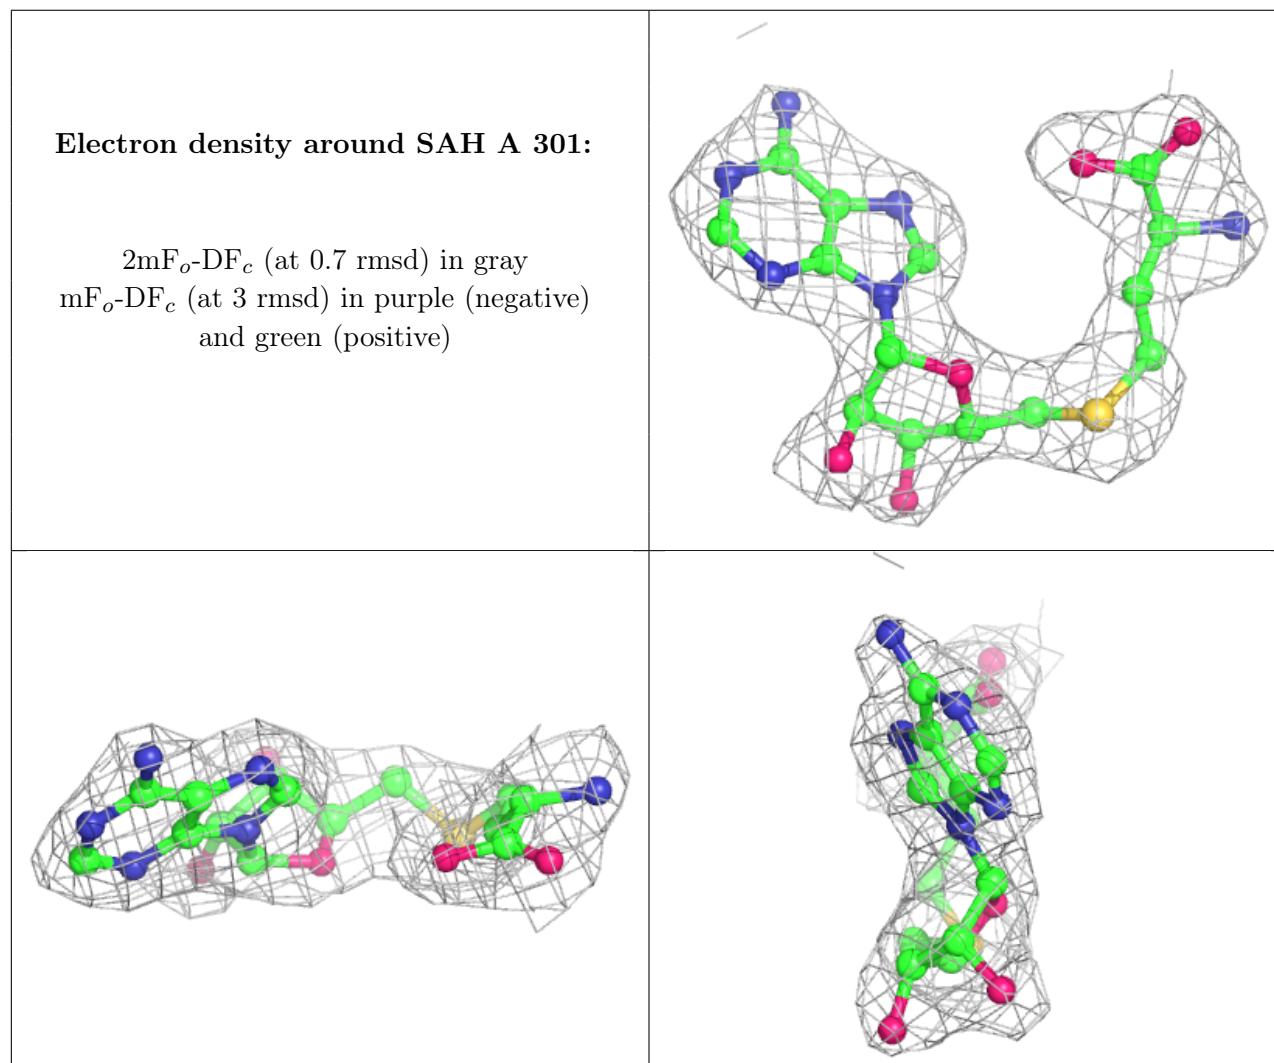 Electron density around SAH A 301:
2mFo-DFc (at 0.7 rmsd) in gray
mFo-DFc (at 3 rmsd) in purple (negative)
and green (positive)